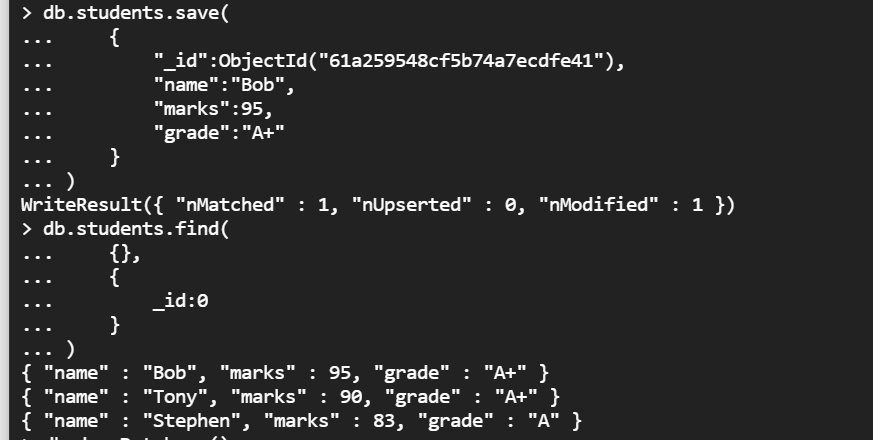 > db.students.save(
...     {
...         "_id":ObjectId("61a259548cf5b74a7ecdfe41"),
...         "name":"Bob",
...         "marks":95,
...         "grade":"A+"
...     }
... )
WriteResult({ "nMatched" : 1, "nUpserted" : 0, "nModified" : 1 })
> db.students.find(
...     {},
...     {
...         _id:0
...     }
... )
{ "name" : "Bob", "marks" : 95, "grade" : "A+" }
{ "name" : "Tony", "marks" : 90, "grade" : "A+" }
{ "name" : "Stephen", "marks" : 83, "grade" : "A" }